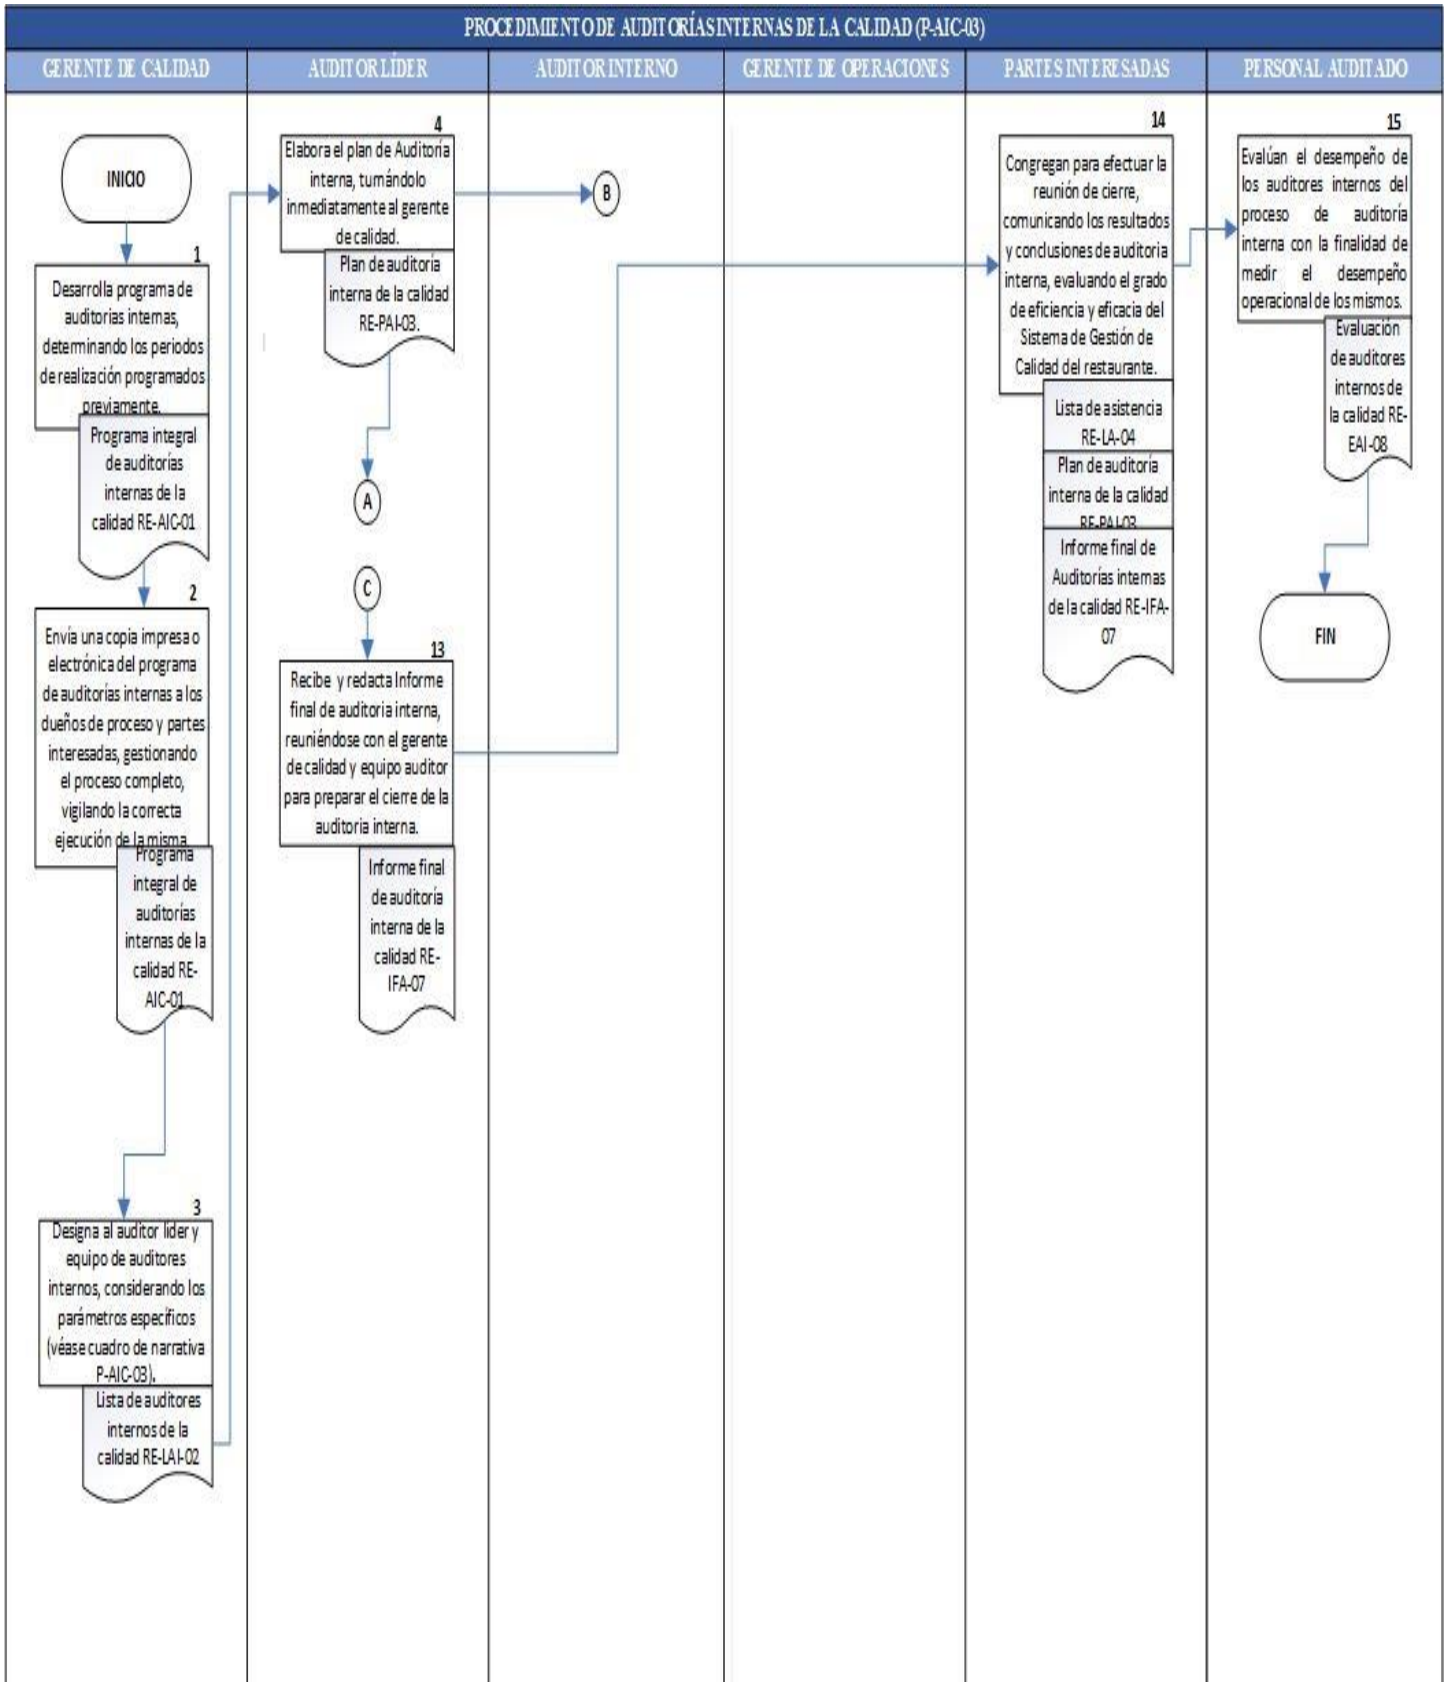 PROCEDIMIENTO DE AUDITORÍAS INTERNAS DE LA CALIDAD (P-AIC-03)
GERENTE DE CALIDAD
AUDITOR LÍDER
AUDITOR INTERNO
GERENTE DE OPERACIONES
PARTES INTERESADAS
PERSONAL AUDITADO
INICIO
1
Desarrolla programa de
auditorias internas,
determinando los periodos
de realización programados
previamente.
Programa integral
de auditorías
internas de la
calidad RE-AIC-01
2
Envía una copia impresa o
electrónica del programa
de auditorías internas a los
dueños de proceso y partes
interesadas, gestionando
el proceso completo,
vigilando la correcta
ejecución de la misma.
Programa
integral de
auditorías
internas de la
calidad RE-
AIC-01
3
Designa al auditor líder y
equipo de auditores
internos, considerando los
parámetros específicos
(véase cuadro de narrativa
P-AIC-03).
Lista de auditores
internos de la
calidad RE-LAI-02
4
Elabora el plan de Auditoría
interna, turnándolo
inmediatamente al gerente
de calidad.
Plan de auditoría
interna de la calidad
RE-PAI-03.
A
B
C
13
Recibe y redacta Informe
final de auditoria interna,
reuniéndose con el gerente
de calidad y equipo auditor
para preparar el cierre de la
auditoria interna.
Informe final
de auditoría
interna de la
calidad RE-
IFA-07
14
Congregan para efectuar la
reunión de cierre,
comunicando los resultados
y conclusiones de auditoria
interna, evaluando el grado
de eficiencia y eficacia del
Sistema de Gestión de
Calidad del restaurante.
Lista de asistencia
RE-LA-04
Plan de auditoría
interna de la calidad
RE-PAI-03
Informe final de
Auditorías internas
de la calidad RE-IFA-
07
15
Evalúan el desempeño de
los auditores internos del
proceso de auditoría
interna con la finalidad de
medir el desempeño
operacional de los mismos.
Evaluación
de auditores
internos de
la calidad RE-
EAI-08
FIN